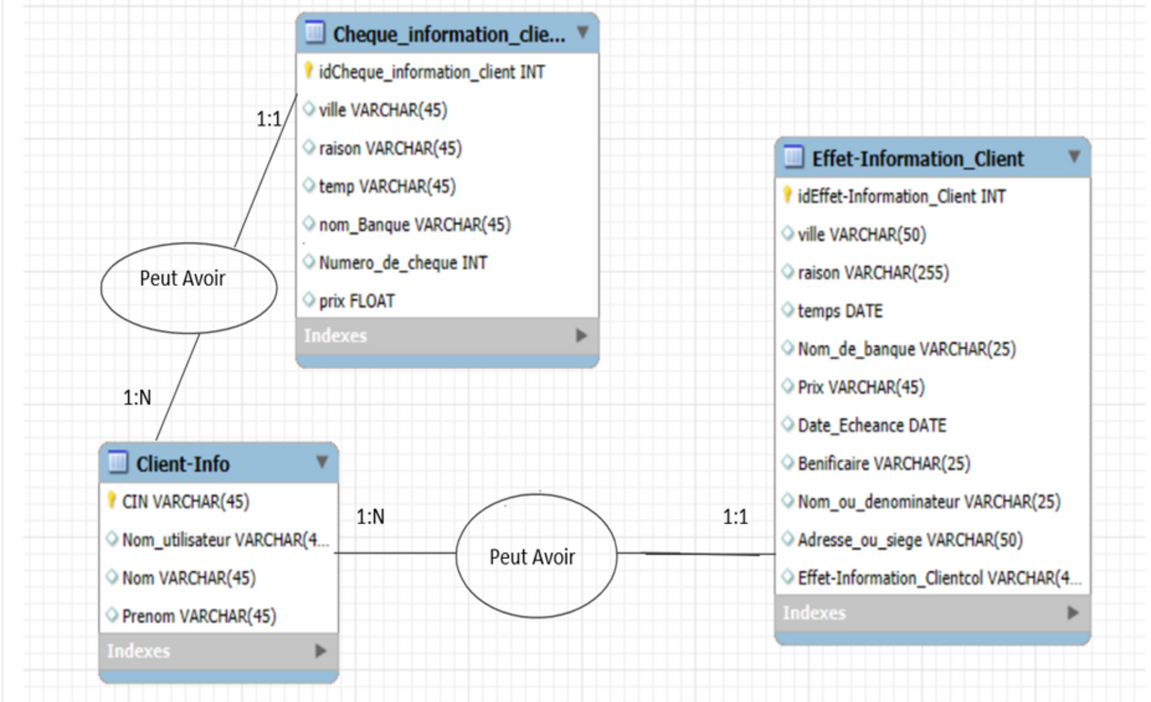 Cheque_information_clie...
idCheque_information_client INT
ville VARCHAR(45)
raison VARCHAR(45)
temp VARCHAR(45)
nom_Banque VARCHAR(45)
Numero_de_cheque INT
prix FLOAT
Indexes
1:1
Peut Avoir
1:N
Client-Info
CIN VARCHAR(45)
Nom_utilisateur VARCHAR(4...
Nom VARCHAR(45)
Prenom VARCHAR(45)
Indexes
1:N
Peut Avoir
1:1
Effet-Information_Client
idEffet-Information_Client INT
ville VARCHAR(50)
raison VARCHAR(255)
temps DATE
Nom_de_banque VARCHAR(25)
Prix VARCHAR(45)
Date_Echeance DATE
Benificaire VARCHAR(25)
Nom_ou_denominateur VARCHAR(25)
Adresse_ou_siege VARCHAR(50)
Effet-Information_Clientcol VARCHAR(4...
Indexes